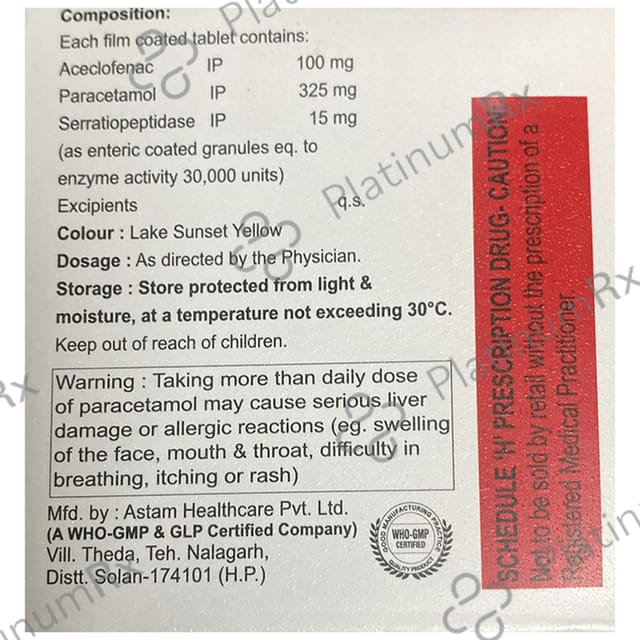 Composition:
Each film coated tablet contains:
Aceclofenac IP 100 mg
Paracetamol IP 325 mg
Serratiopeptidase IP 15 mg
(as enteric coated granules eq. to
enzyme activity 30,000 units)
Excipients q.s.
Colour : Lake Sunset Yellow
Dosage : As directed by the Physician.
Storage : Store protected from light &
moisture, at a temperature not exceeding 30°C.
Keep out of reach of children.
Warning : Taking more than daily dose
of paracetamol may cause serious liver
damage or allergic reactions (eg. swelling
of the face, mouth & throat, difficulty in
breathing, itching or rash)
Mfd. by : Astam Healthcare Pvt. Ltd.
(A WHO-GMP & GLP Certified Company)
Vill. Theda, Teh. Nalagarh,
Distt. Solan-174101 (H.P.)
GOOD MANUFACTURING PRACTICE
WHO-GMP
CERTIFIED
QUALITY PRODUCT
SCHEDULE 'H' PRESCRIPTION DRUG- CAUTION
Not to be sold by retail without the prescription of a
Registered Medical Practitioner
PlatinumRx